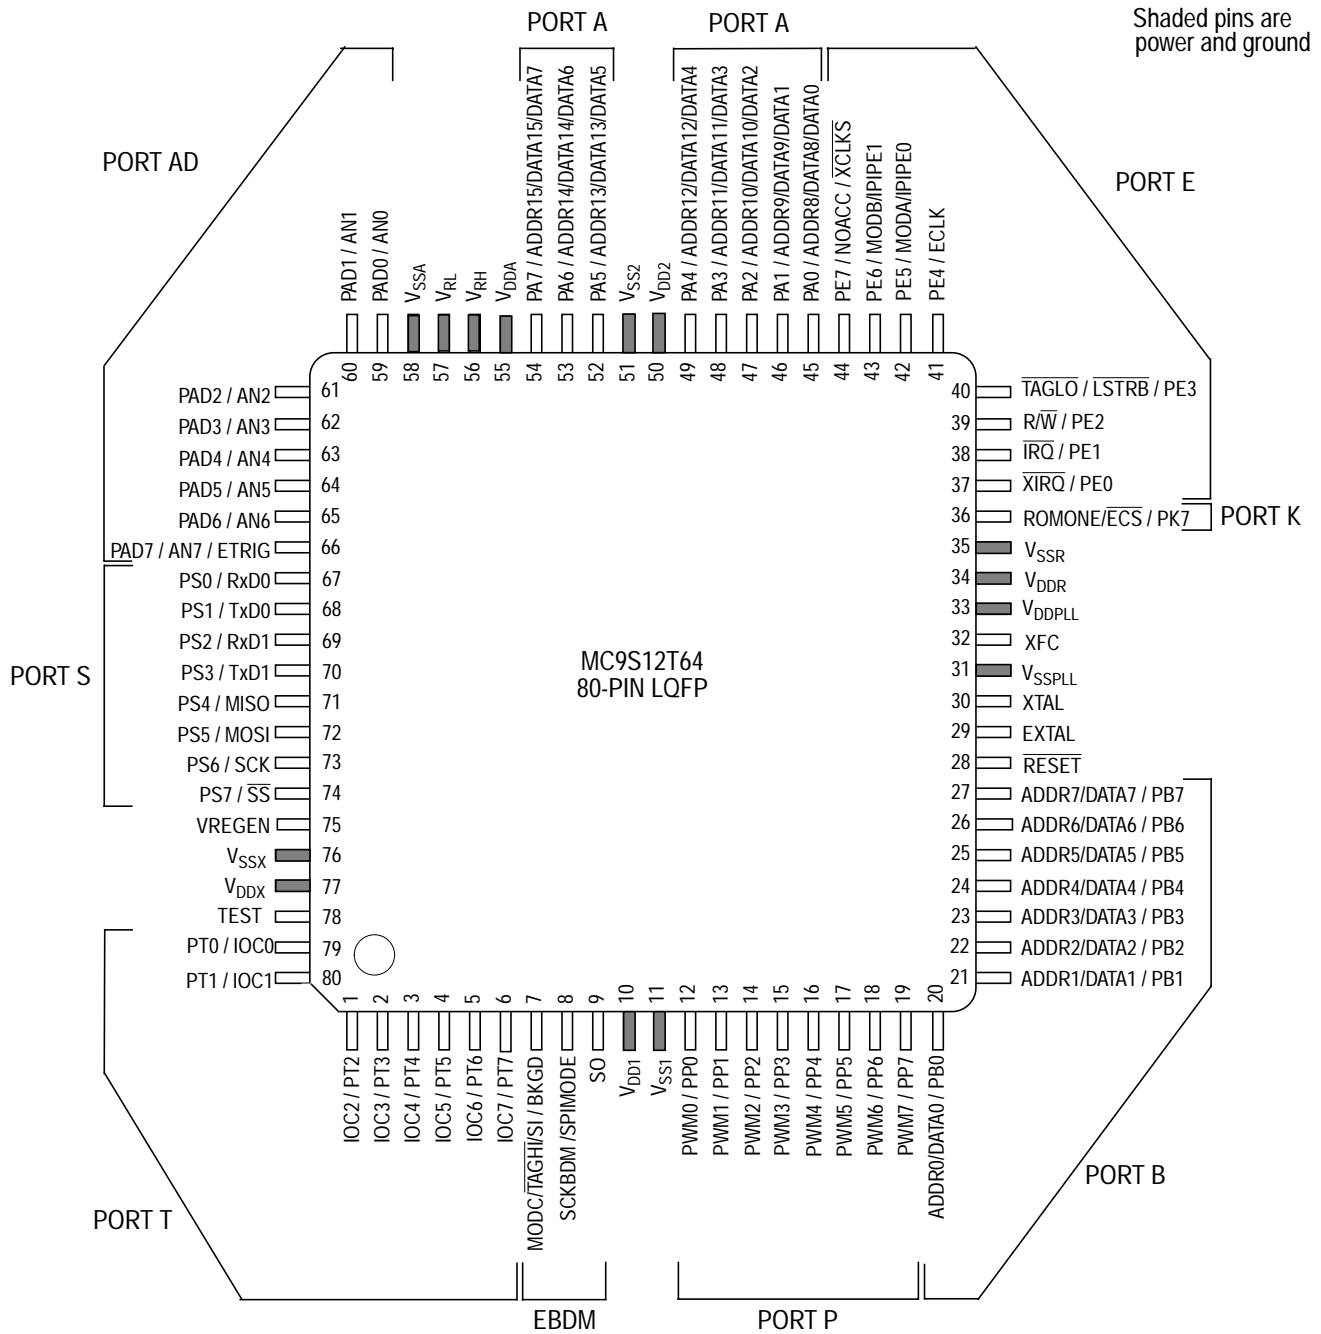 PORT A
PORT A
Shaded pins are
power and ground
PORT AD
PORT E
PAD1 / AN1
PAD0 / AN0
VSSA
VRL
VRH
VDDA
PA7 / ADDR15/DATA15/DATA7
PA6 / ADDR14/DATA14/DATA6
PA5 / ADDR13/DATA13/DATA5
VSS2
VDD2
PA4 / ADDR12/DATA12/DATA4
PA3 / ADDR11/DATA11/DATA3
PA2 / ADDR10/DATA10/DATA2
PA1 / ADDR9/DATA9/DATA1
PA0 / ADDR8/DATA8/DATA0
PE7 / NOACC / XCLKS
PE6 / MODB/IPIPE1
PE5 / MODA/IPIPE0
PE4 / ECLK
60 59 58 57 56 55 54 53 52 51 50 49 48 47 46 45 44 43 42 41
PAD2 / AN2 61
PAD3 / AN3 62
PAD4 / AN4 63
PAD5 / AN5 64
PAD6 / AN6 65
PAD7 / AN7 / ETRIG 66
PS0 / RxD0 67
PS1 / TxD0 68
PS2 / RxD1 69
PS3 / TxD1 70
PS4 / MISO 71
PS5 / MOSI 72
PS6 / SCK 73
PS7 / SS 74
VREGEN 75
VSSX 76
VDDX 77
TEST 78
PT0 / IOC0 79
PT1 / IOC1 80
PORT S
MC9S12T64
80-PIN LQFP
40 TAGLO / LSTRB / PE3
39 R/W / PE2
38 IRQ / PE1
37 XIRQ / PE0
36 ROMONE/ECS / PK7
PORT K
35 VSSR
34 VDDR
33 VDDPLL
32 XFC
31 VSSPLL
30 XTAL
29 EXTAL
28 RESET
27 ADDR7/DATA7 / PB7
26 ADDR6/DATA6 / PB6
25 ADDR5/DATA5 / PB5
24 ADDR4/DATA4 / PB4
23 ADDR3/DATA3 / PB3
22 ADDR2/DATA2 / PB2
21 ADDR1/DATA1 / PB1
1 2 3 4 5 6 7 8 9 10 11 12 13 14 15 16 17 18 19 20
IOC2 / PT2
IOC3 / PT3
IOC4 / PT4
IOC5 / PT5
IOC6 / PT6
IOC7 / PT7
MODC/TAGHI/SI / BKGD
SCKBDM /SPIMODE
SO
VDD1
VSS1
PWM0 / PP0
PWM1 / PP1
PWM2 / PP2
PWM3 / PP3
PWM4 / PP4
PWM5 / PP5
PWM6 / PP6
PWM7 / PP7
ADDR0/DATA0 / PB0
PORT B
PORT T
EBDM
PORT P